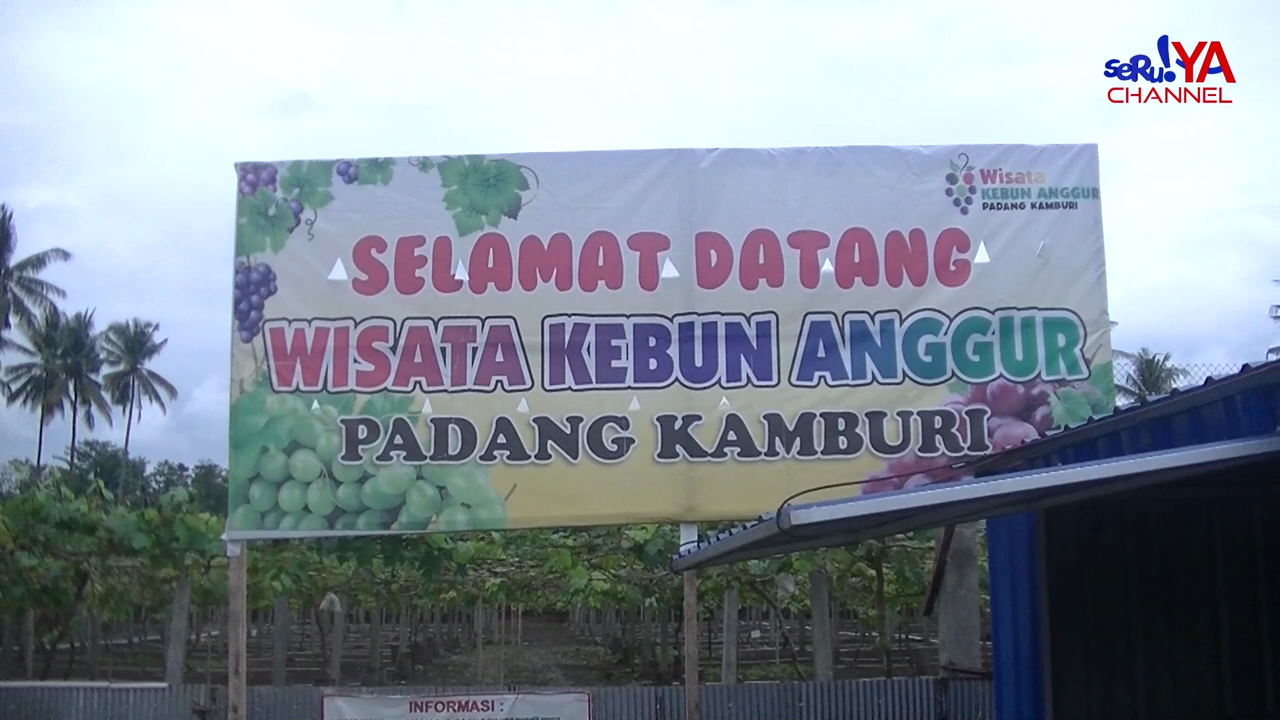 seRu!YA
CHANNEL
Wisata
KEBUN ANGGUR
PADANG KAMBURI
SELAMAT DATANG
WISATA KEBUN ANGGUR
PADANG KAMBURI
INFORMASI :